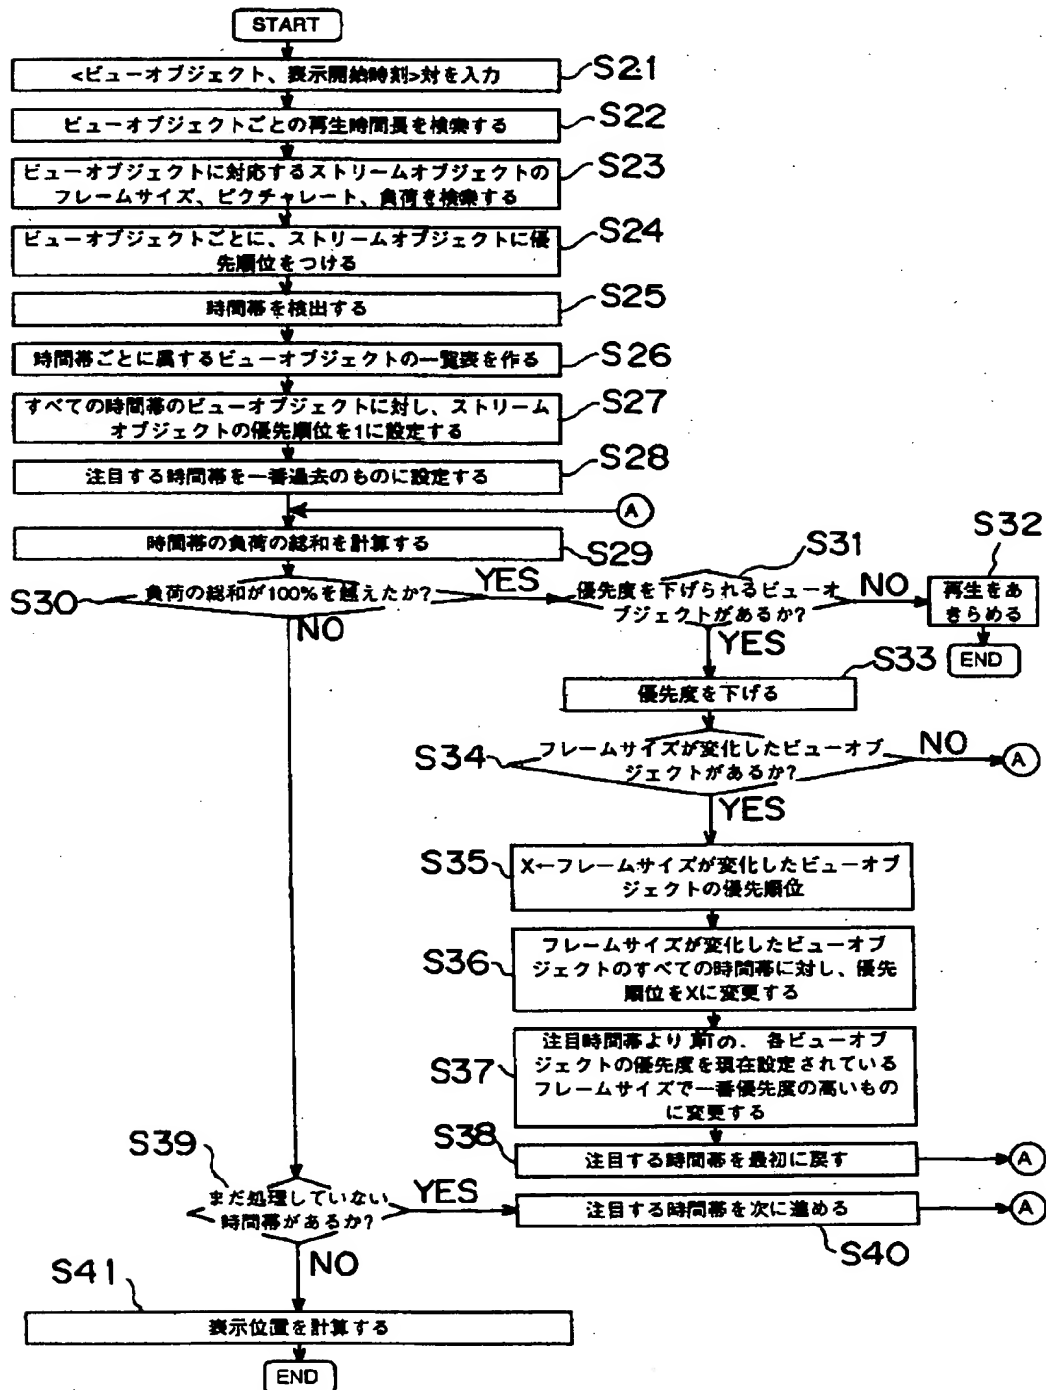 START
<ビューオブジェクト、表示開始時刻>対を入力
S21
ビューオブジェクトごとの再生時間長を検索する
S22
ビューオブジェクトに対応するストリームオブジェクトの
フレームサイズ、ピクチャレート、負荷を検索する
S23
ビューオブジェクトごとに、ストリームオブジェクトに優
先順位をつける
S24
時間帯を検出する
S25
時間帯ごとに属するビューオブジェクトの一覧表を作る
S26
すべての時間帯のビューオブジェクトに対し、ストリーム
オブジェクトの優先順位を1に設定する
S27
注目する時間帯を一番過去のものに設定する
S28
A
時間帯の負荷の総和を計算する
S29
S30
負荷の総和が100%を越えたか?
YES
NO
S31
優先度を下げられるビューオ
ブジェクトがあるか?
NO
YES
S32
再生をあ
きらめる
END
S33
優先度を下げる
S34
フレームサイズが変化したビューオブ
ジェクトがあるか?
NO
A
YES
S35
X←フレームサイズが変化したビューオブ
ジェクトの優先順位
S36
フレームサイズが変化したビューオブ
ジェクトのすべての時間帯に対し、優先
順位をXに変更する
S37
注目時間帯より前の、各ビューオブ
ジェクトの優先度を現在設定されている
フレームサイズで一番優先度の高いもの
に変更する
S38
注目する時間帯を最初に戻す
A
S39
まだ処理していない
時間帯があるか?
YES
注目する時間帯を次に進める
A
S40
NO
S41
表示位置を計算する
END